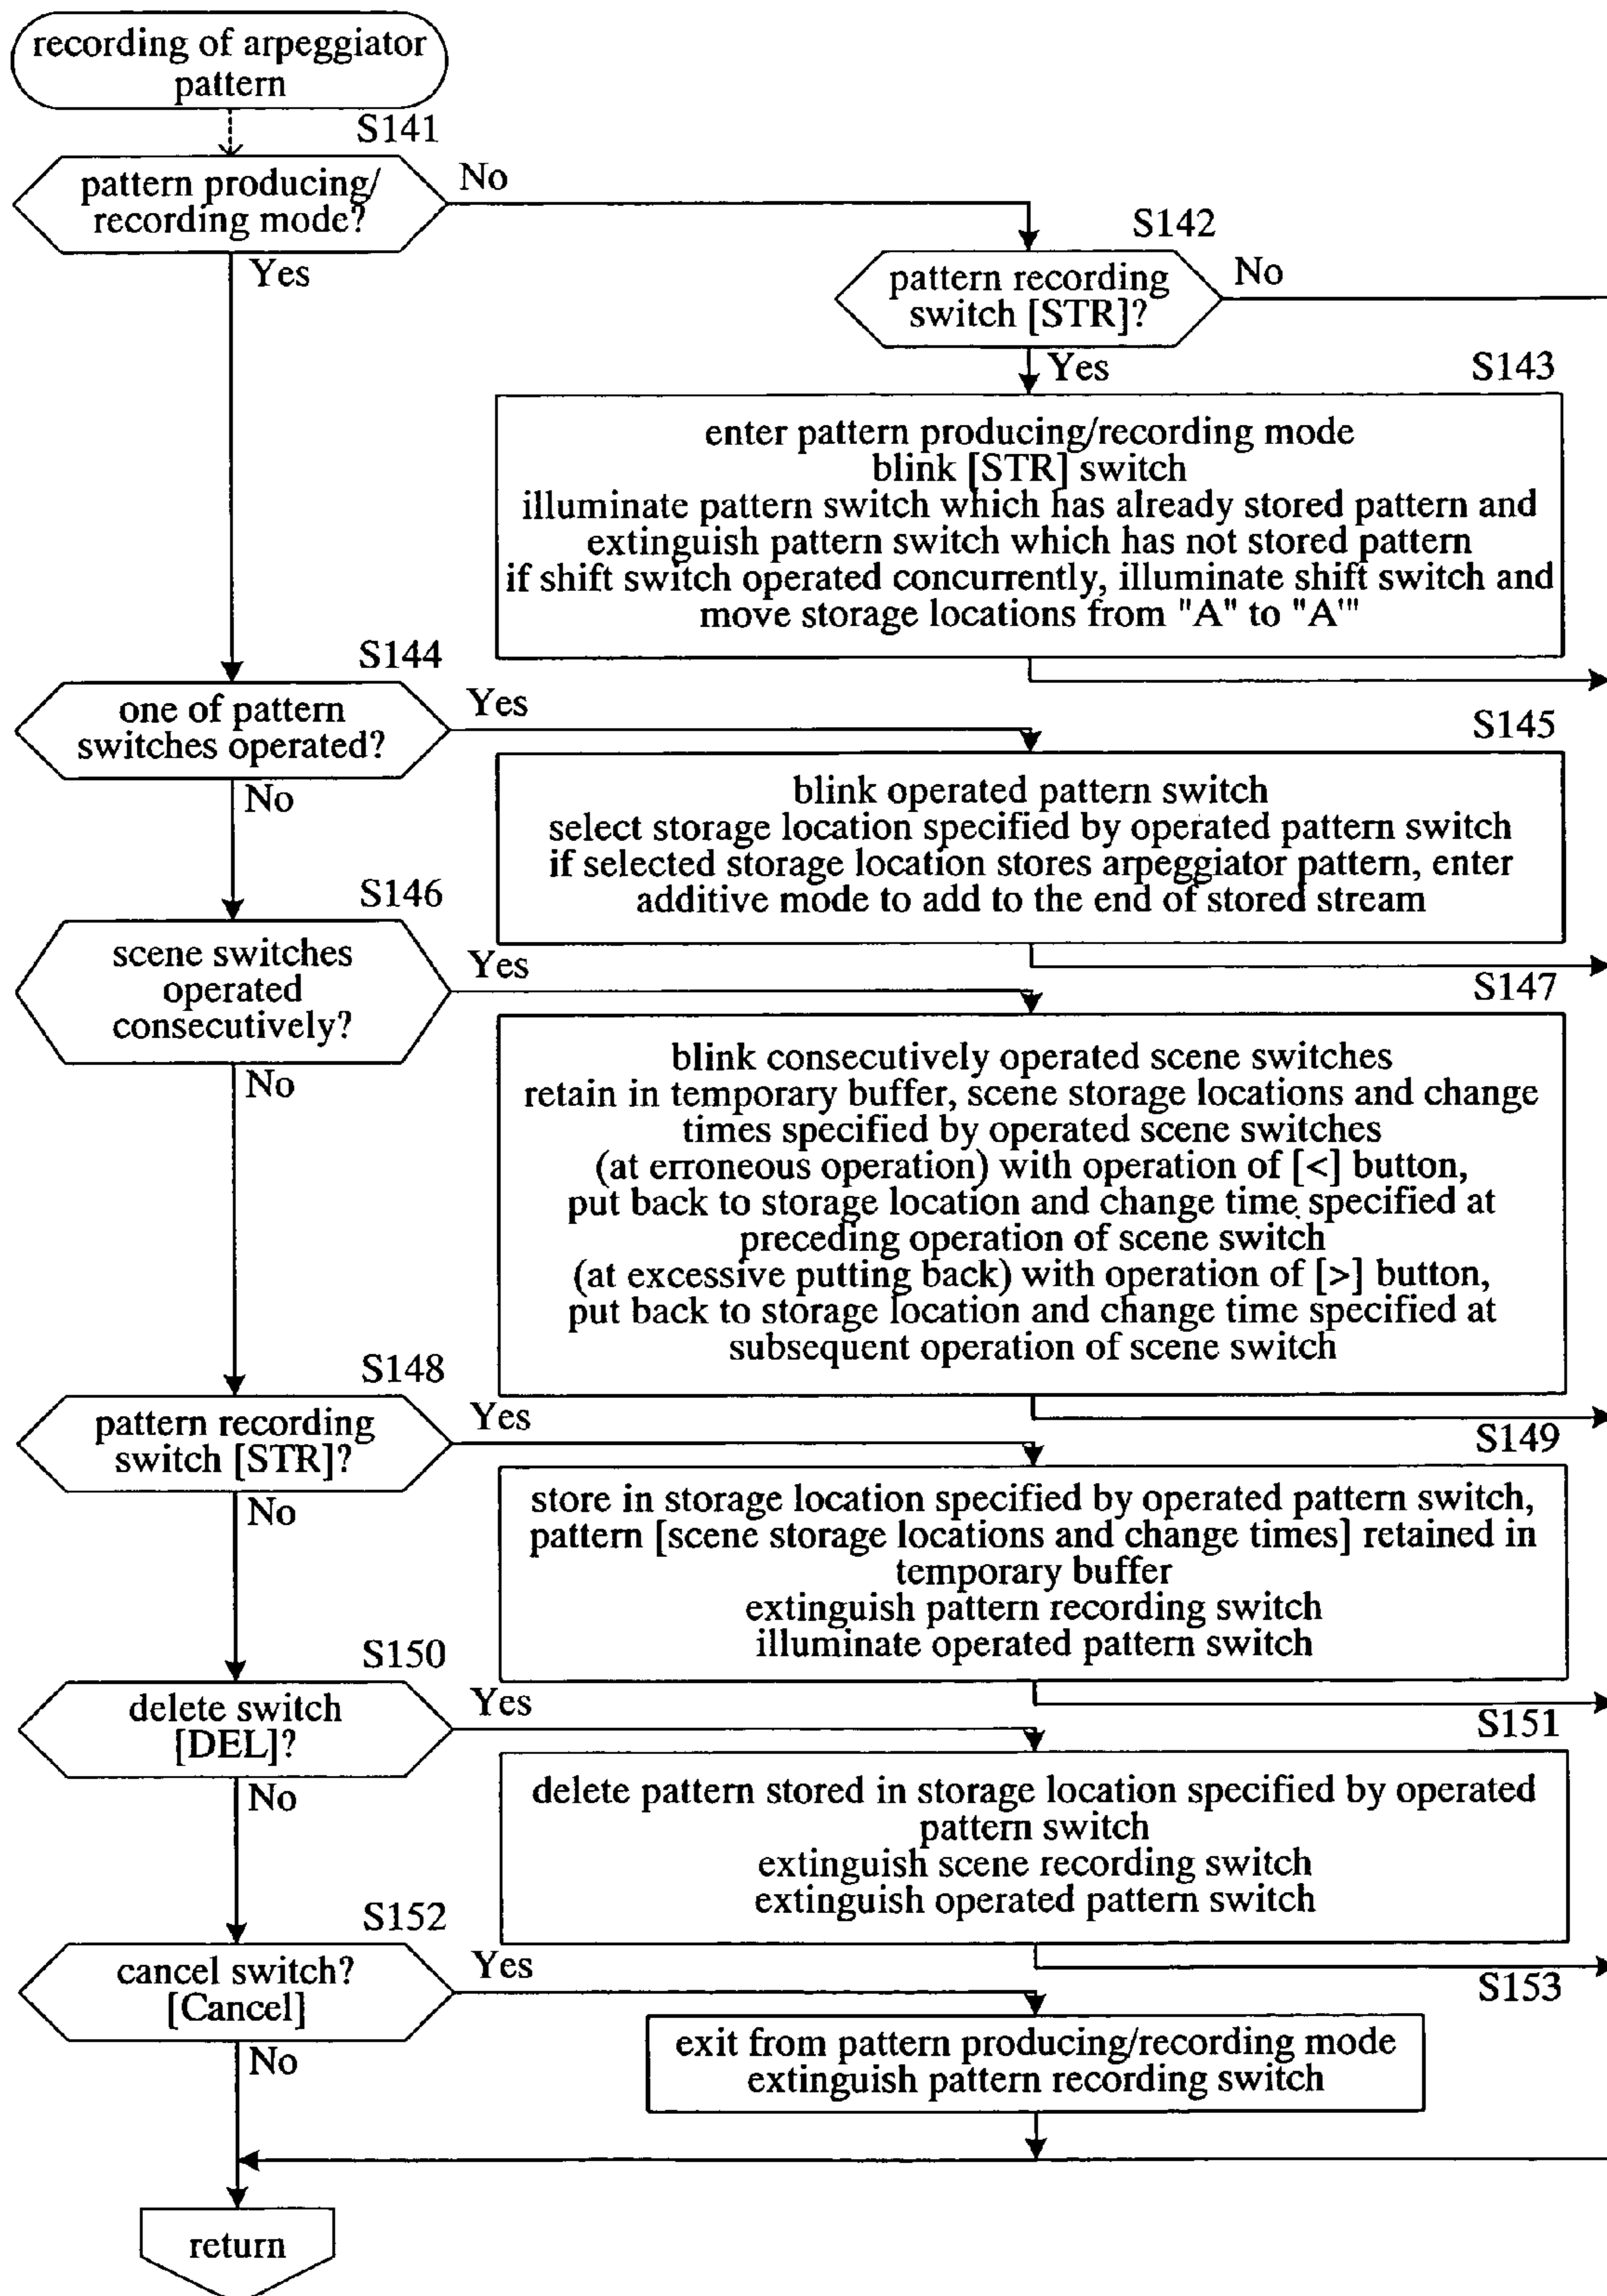 recording of arpeggiator
pattern
S141
pattern producing/
recording mode?
No
Yes
S142
pattern recording
switch [STR]?
No
Yes
S143
enter pattern producing/recording mode
blink [STR] switch
illuminate pattern switch which has already stored pattern and
extinguish pattern switch which has not stored pattern
if shift switch operated concurrently, illuminate shift switch and
move storage locations from "A" to "A'"
S144
one of pattern
switches operated?
Yes
No
S145
blink operated pattern switch
select storage location specified by operated pattern switch
if selected storage location stores arpeggiator pattern, enter
additive mode to add to the end of stored stream
S146
scene switches
operated
consecutively?
Yes
No
S147
blink consecutively operated scene switches
retain in temporary buffer, scene storage locations and change
times specified by operated scene switches
(at erroneous operation) with operation of [<] button,
put back to storage location and change time specified at
preceding operation of scene switch
(at excessive putting back) with operation of [>] button,
put back to storage location and change time specified at
subsequent operation of scene switch
S148
pattern recording
switch [STR]?
Yes
No
S149
store in storage location specified by operated pattern switch,
pattern [scene storage locations and change times] retained in
temporary buffer
extinguish pattern recording switch
illuminate operated pattern switch
S150
delete switch
[DEL]?
Yes
No
S151
delete pattern stored in storage location specified by operated
pattern switch
extinguish scene recording switch
extinguish operated pattern switch
S152
cancel switch?
[Cancel]
Yes
No
S153
exit from pattern producing/recording mode
extinguish pattern recording switch
return